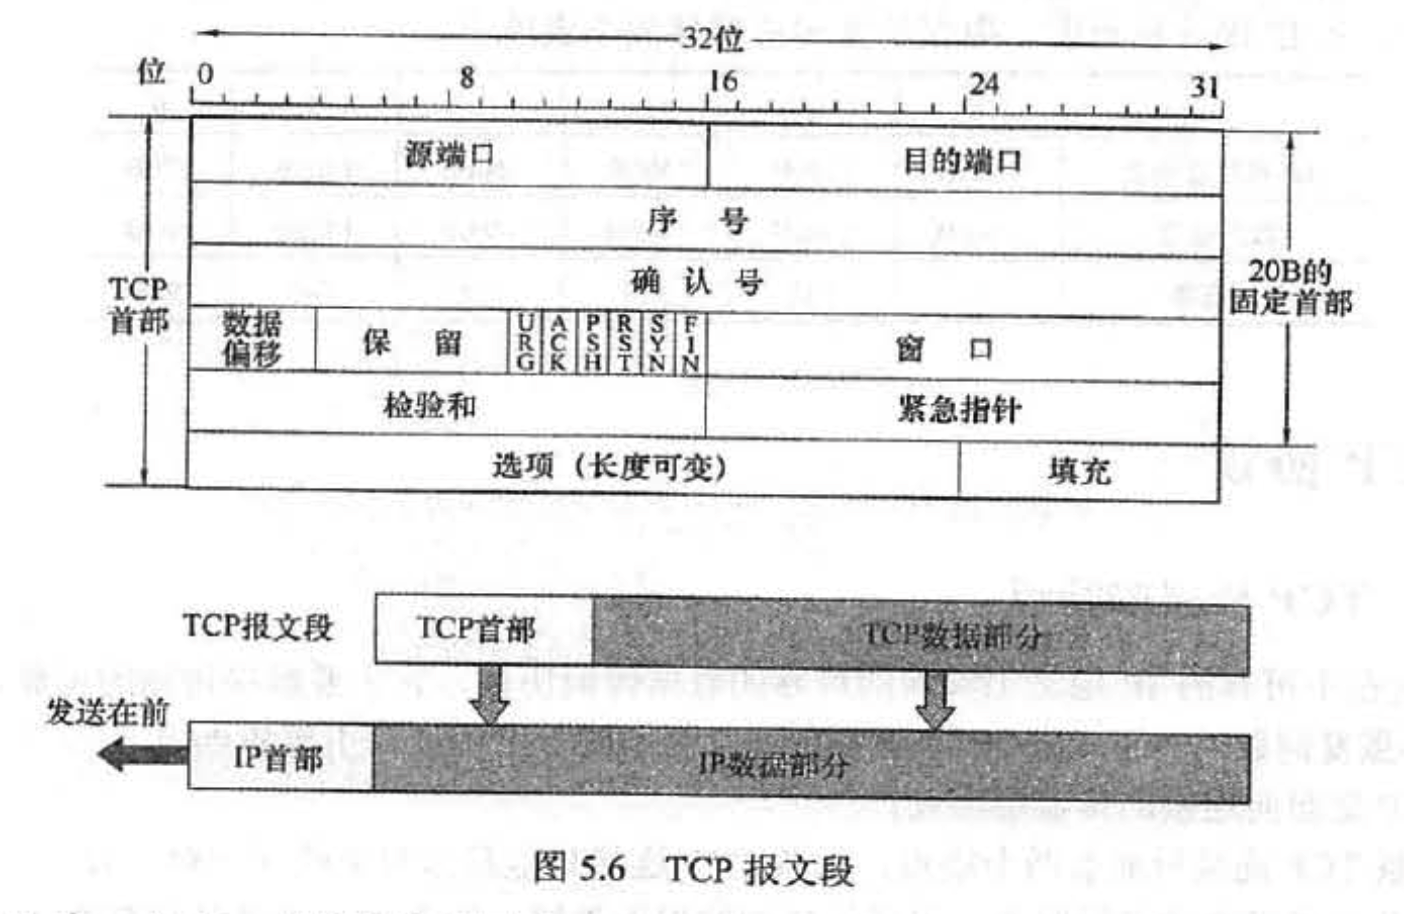 32位
位 0 8 16 24 31
源端口 目的端口
序 号
确 认 号
TCP
首部
20B的
固定首部
数据
偏移
保 留
URG ACK PSH RST SYN FIN
窗 口
检验和 紧急指针
选项（长度可变） 填充
TCP报文段 TCP首部 TCP数据部分
发送在前
IP首部 IP数据部分
图 5.6 TCP 报文段